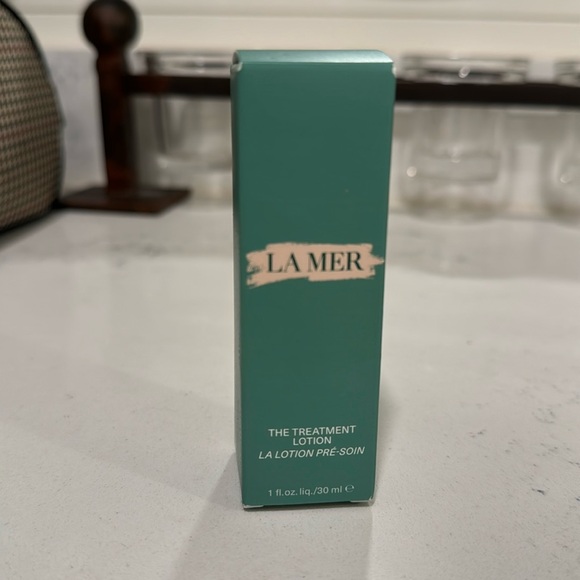 LA MER
THE TREATMENT
LOTION
LA LOTION PRÉ-SOIN
1 fl.oz.liq./30 ml ℮